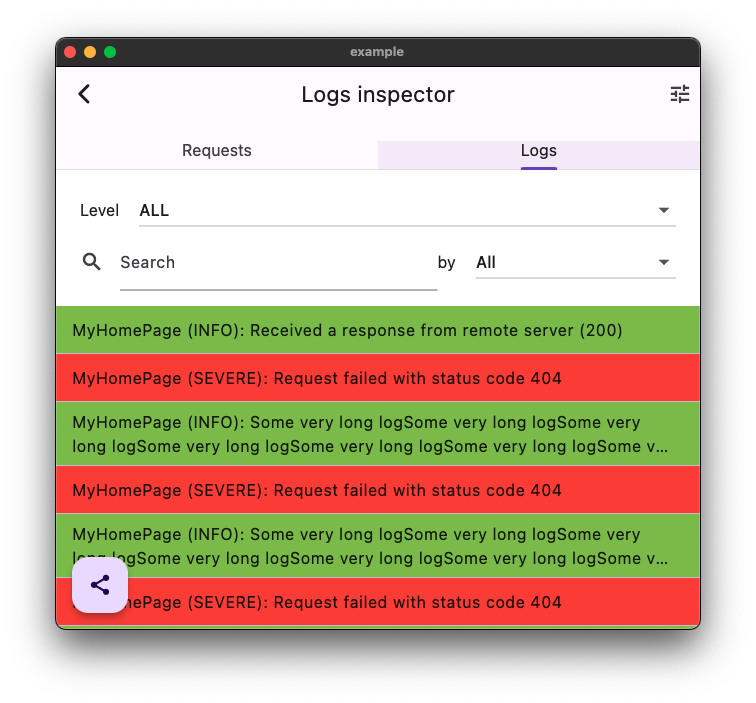 example
Logs inspector
Requests
Logs
Level ALL
Search by All
MyHomePage (INFO): Received a response from remote server (200)
MyHomePage (SEVERE): Request failed with status code 404
MyHomePage (INFO): Some very long logSome very long logSome very
long logSome very long logSome very long logSome very long logSome v…
MyHomePage (SEVERE): Request failed with status code 404
MyHomePage (INFO): Some very long logSome very long logSome very
long logSome very long logSome very long logSome very long logSome v…
HomePage (SEVERE): Request failed with status code 404